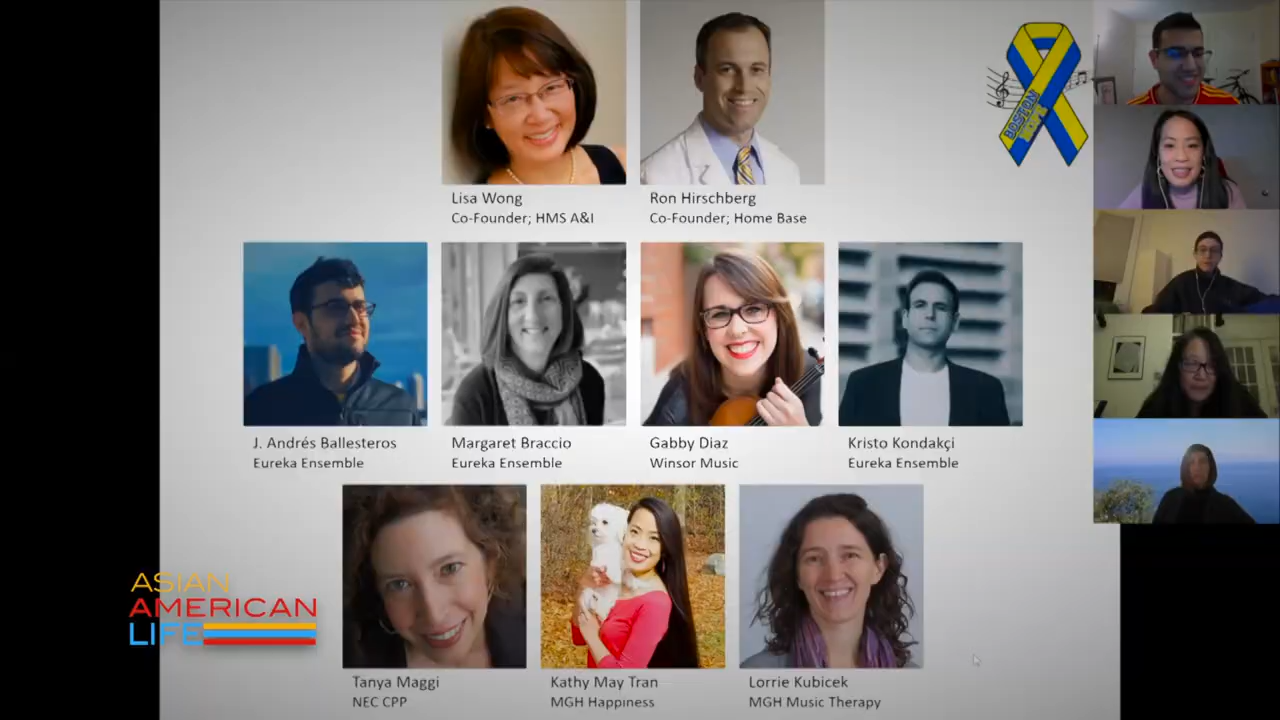 Lisa Wong
Co-Founder; HMS A&I
Ron Hirschberg
Co-Founder; Home Base
BOSTON
HOPE
J. Andrés Ballesteros
Eureka Ensemble
Margaret Braccio
Eureka Ensemble
Gabby Diaz
Winsor Music
Kristo Kondakçi
Eureka Ensemble
Tanya Maggi
NEC CPP
Kathy May Tran
MGH Happiness
Lorrie Kubicek
MGH Music Therapy
ASIAN
AMERICAN
LIFE